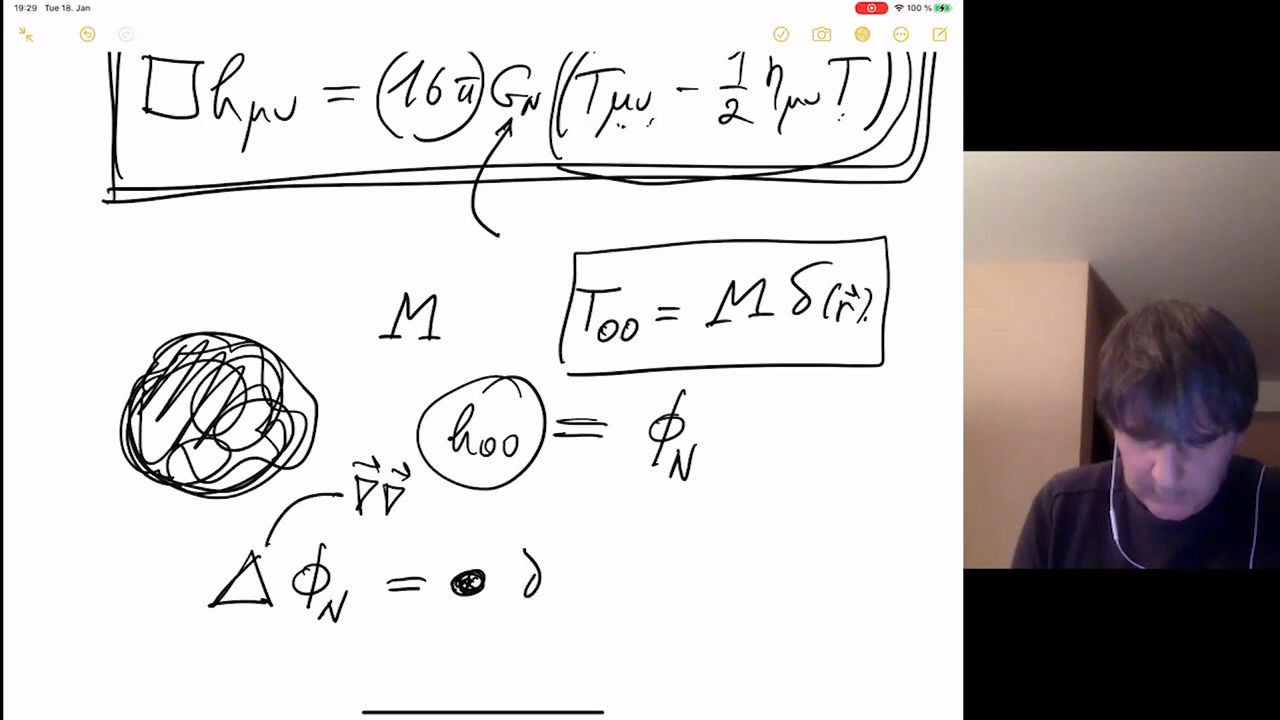 19:29 Tue 18. Jan 100 %
□ h_μν = (16π) G_N (T_μν − 1/2 η_μν T)
T_00 = M δ(r⃗)
M
h_00 = ϕ_N
∇⃗ ∇⃗
Δ ϕ_N = ●